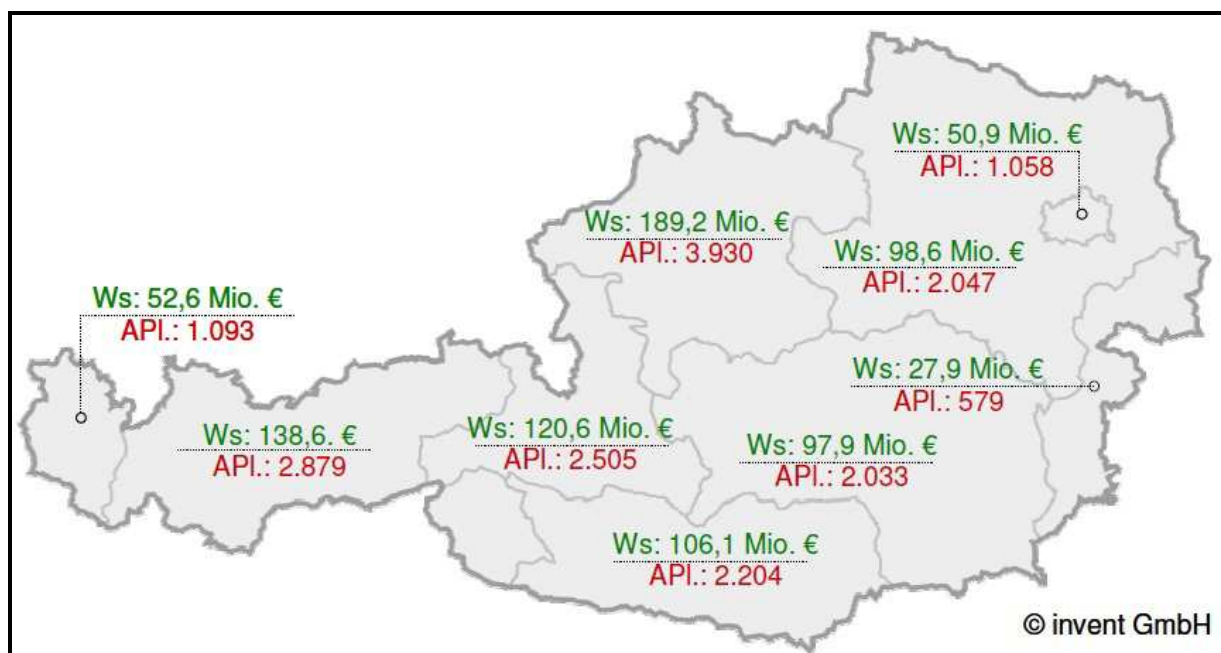 Ws: 50,9 Mio. €
APl.: 1.058
Ws: 189,2 Mio. €
APl.: 3.930
Ws: 98,6 Mio. €
APl.: 2.047
Ws: 52,6 Mio. €
APl.: 1.093
Ws: 27,9 Mio. €
APl.: 579
Ws: 138,6. €
APl.: 2.879
Ws: 120,6 Mio. €
APl.: 2.505
Ws: 97,9 Mio. €
APl.: 2.033
Ws: 106,1 Mio. €
APl.: 2.204
© invent GmbH